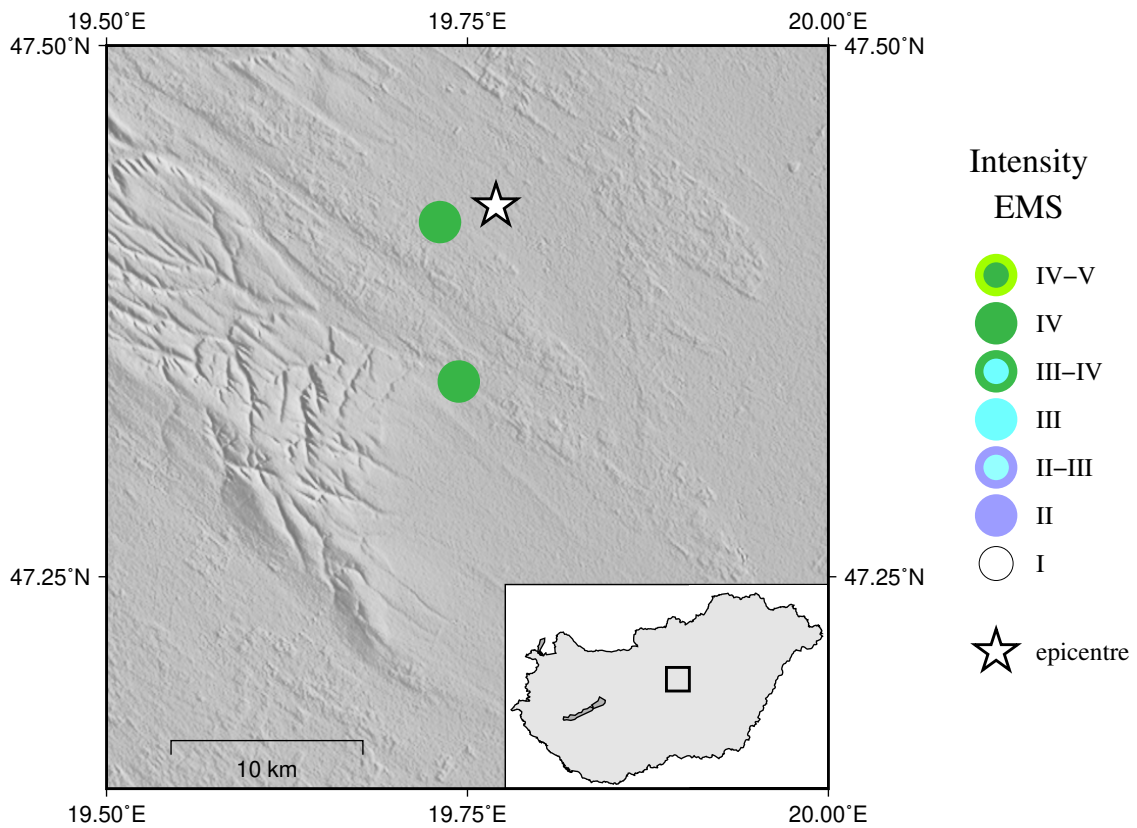 19.50˚E 19.75˚E 20.00˚E
47.50˚N 47.50˚N
47.25˚N 47.25˚N
10 km
19.50˚E 19.75˚E 20.00˚E
Intensity
EMS
IV–V
IV
III–IV
III
II–III
II
I
epicentre